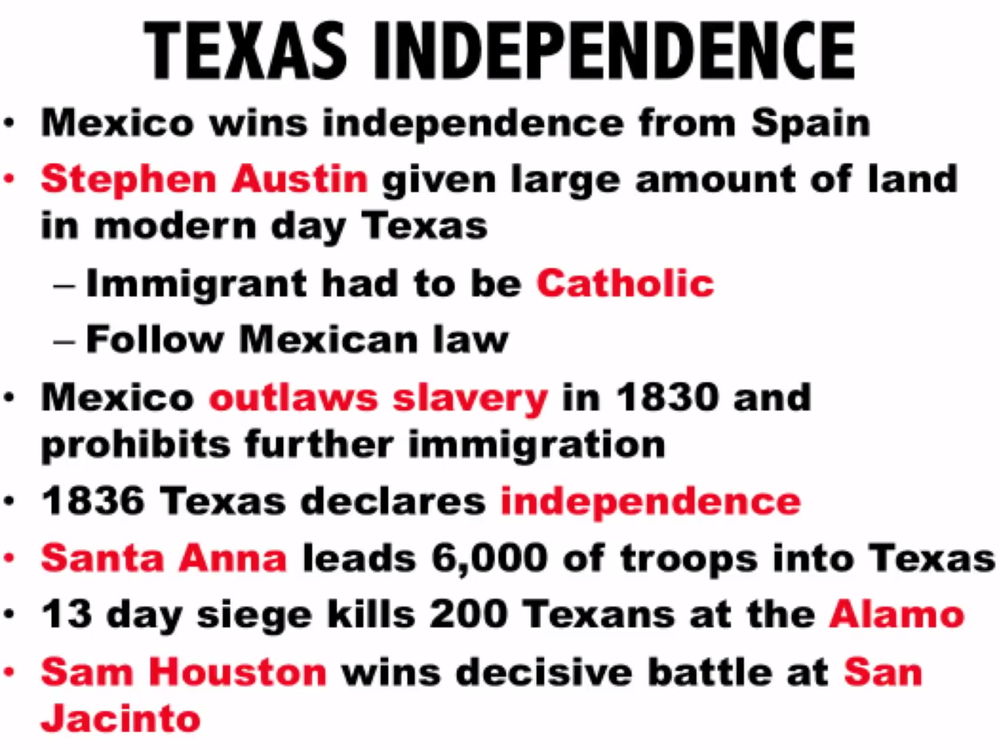 TEXAS INDEPENDENCE
• Mexico wins independence from Spain
• Stephen Austin given large amount of land
in modern day Texas
– Immigrant had to be Catholic
– Follow Mexican law
• Mexico outlaws slavery in 1830 and
prohibits further immigration
• 1836 Texas declares independence
• Santa Anna leads 6,000 of troops into Texas
• 13 day siege kills 200 Texans at the Alamo
• Sam Houston wins decisive battle at San
Jacinto